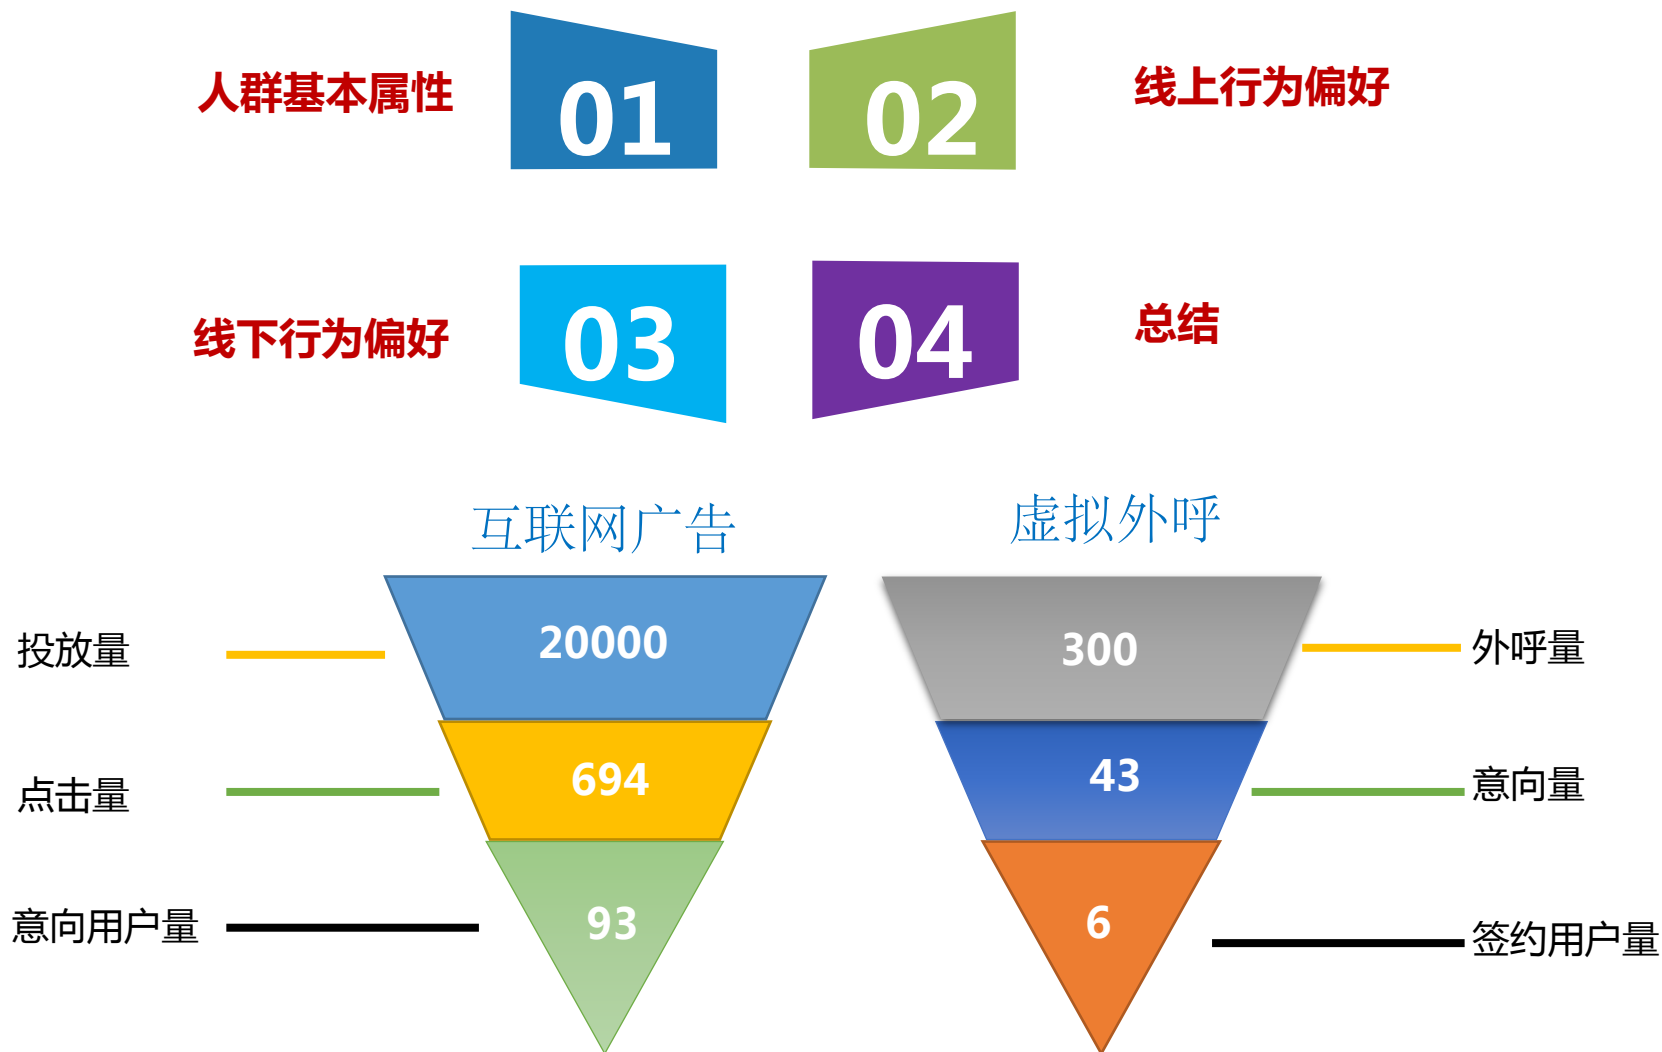 人群基本属性
01
02
线上行为偏好
线下行为偏好
03
04
总结
互联网广告
虚拟外呼
投放量
20000
300
外呼量
点击量
694
43
意向量
意向用户量
93
6
签约用户量